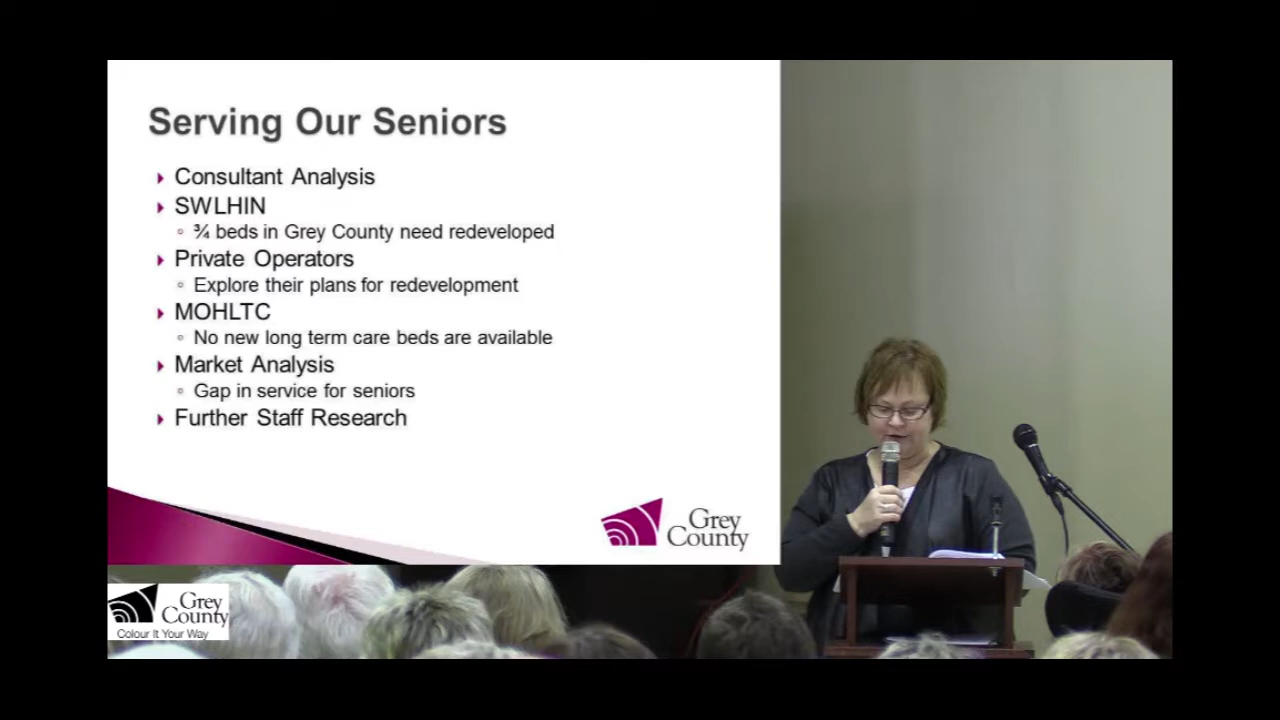 Serving Our Seniors
Consultant Analysis
SWLHIN
¾ beds in Grey County need redeveloped
Private Operators
Explore their plans for redevelopment
MOHLTC
No new long term care beds are available
Market Analysis
Gap in service for seniors
Further Staff Research
Grey
County
Grey
County
Colour It Your Way